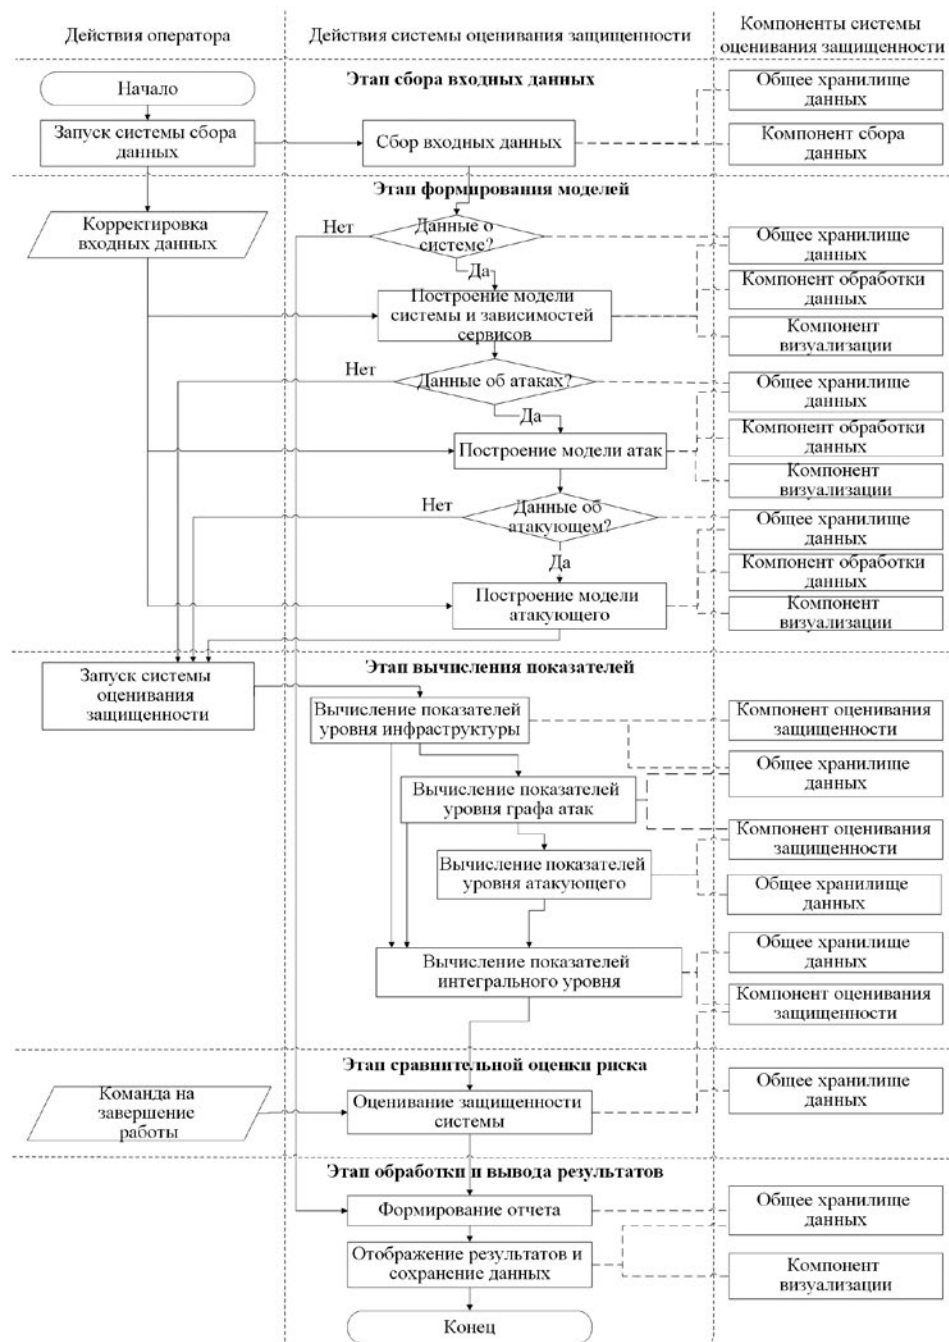 Действия оператора
Действия системы оценивания защищенности
Компоненты системы
оценивания защищенности
Этап сбора входных данных
Начало
Общее хранилище
данных
Запуск системы сбора
данных
Сбор входных данных
Компонент сбора
данных
Этап формирования моделей
Корректировка
входных данных
Нет
Данные о
системе?
Общее хранилище
данных
Да
Построение модели
системы и зависимостей
сервисов
Компонент обработки
данных
Компонент
визуализации
Нет
Данные об атаках?
Общее хранилище
данных
Да
Построение модели атак
Компонент обработки
данных
Компонент
визуализации
Нет
Данные об
атакующем?
Общее хранилище
данных
Да
Компонент обработки
данных
Построение модели
атакующего
Компонент
визуализации
Этап вычисления показателей
Запуск системы
оценивания
защищенности
Вычисление показателей
уровня инфраструктуры
Компонент оценивания
защищенности
Общее хранилище
данных
Вычисление показателей
уровня графа атак
Компонент оценивания
защищенности
Вычисление показателей
уровня атакующего
Общее хранилище
данных
Вычисление показателей
интегрального уровня
Общее хранилище
данных
Компонент оценивания
защищенности
Этап сравнительной оценки риска
Команда на
завершение
работы
Оценивание защищенности
системы
Общее хранилище
данных
Этап обработки и вывода результатов
Формирование отчета
Общее хранилище
данных
Отображение результатов и
сохранение данных
Компонент
визуализации
Конец